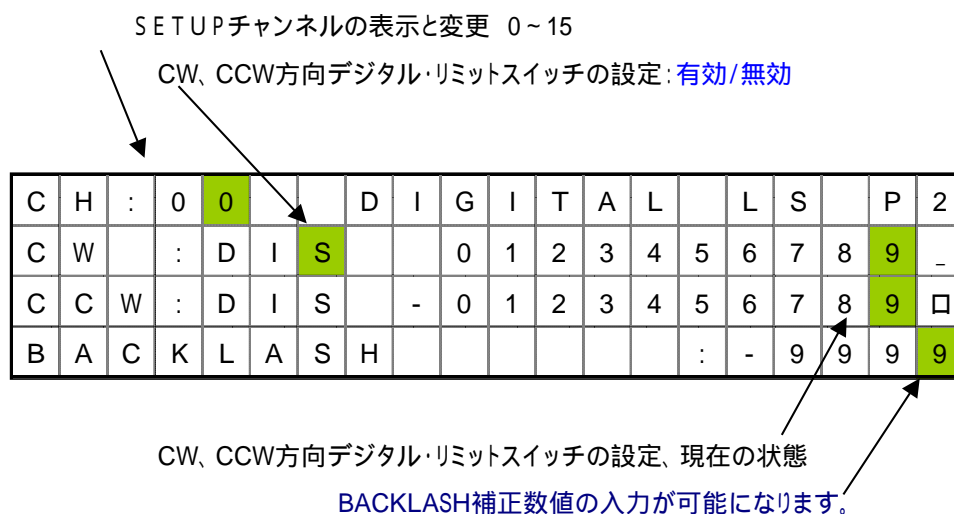 SETUPチャンネルの表示と変更 0~15
CW、CCW方向デジタル・リミットスイッチの設定:有効/無効
CH:00  DIGITAL LS P2
CW :DIS  0123456789_
CCW:DIS -0123456789ロ
BACKLASH      :-9999
CW、CCW方向デジタル・リミットスイッチの設定、現在の状態
BACKLASH補正数値の入力が可能になります。